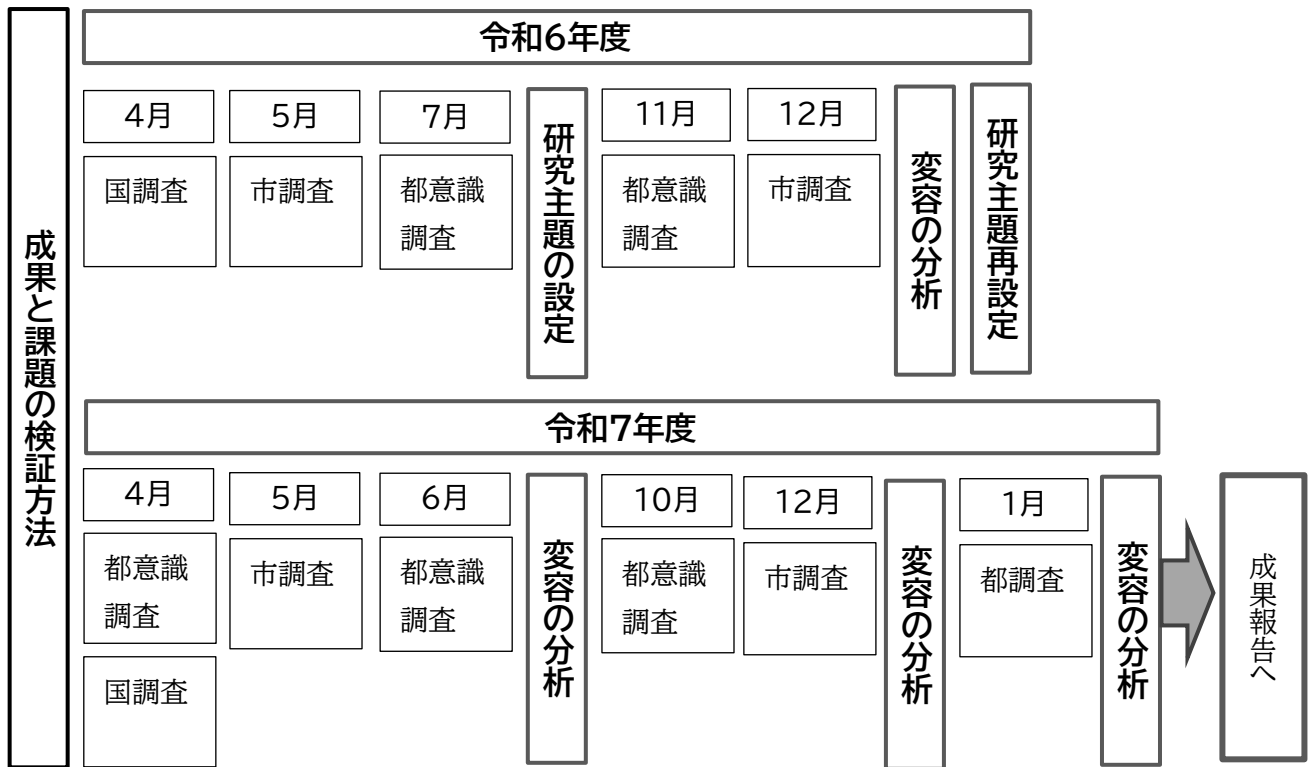 成果と課題の検証方法
令和6年度
4月
国調査
5月
市調査
7月
都意識
調査
研究主題の設定
11月
都意識
調査
12月
市調査
変容の分析
研究主題再設定
令和7年度
4月
都意識
調査
国調査
5月
市調査
6月
都意識
調査
変容の分析
10月
都意識
調査
12月
市調査
変容の分析
1月
都調査
変容の分析
成果報告へ